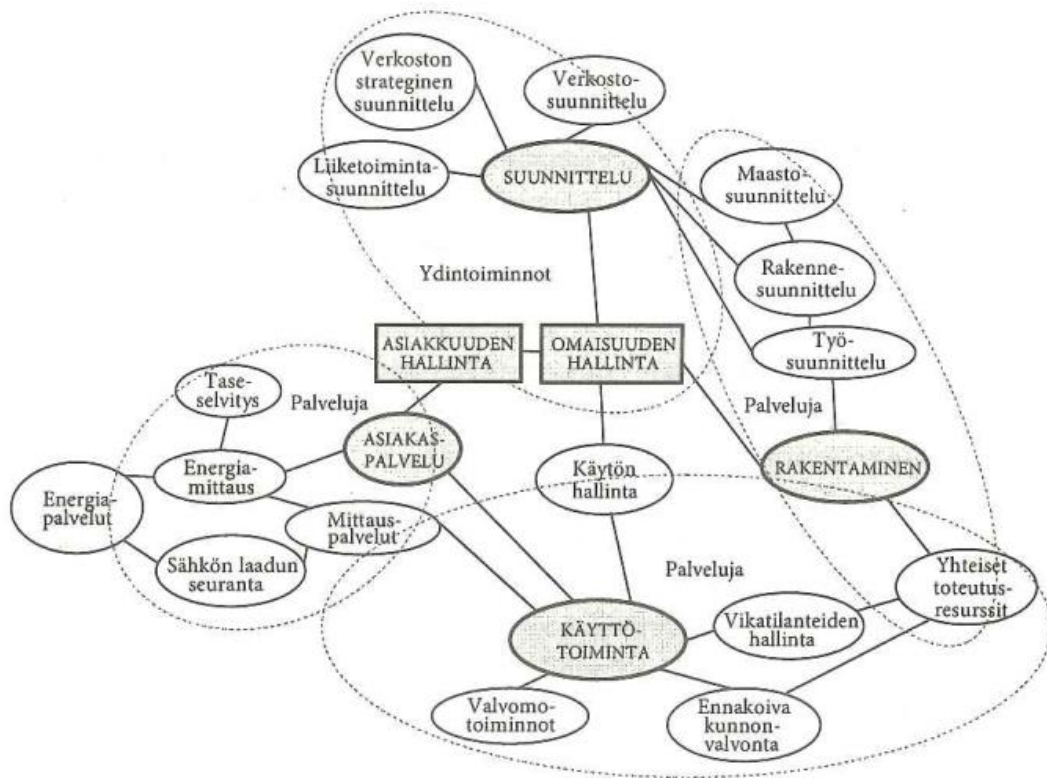 Verkoston
strateginen
suunnittelu
Verkosto-
suunnittelu
Liiketoiminta-
suunnittelu
SUUNNITTELU
Maasto-
suunnittelu
Ydintoiminnot
Rakenne-
suunnittelu
ASIAKKUUDEN
HALLINTA
OMAISUUDEN
HALLINTA
Työ-
suunnittelu
Tase-
selvitys
Palveluja
Palveluja
ASIAKAS-
PALVELU
RAKENTAMINEN
Energia-
mittaus
Käytön
hallinta
Energia-
palvelut
Mittaus-
palvelut
Sähkön laadun
seuranta
Palveluja
Yhteiset
toteutus-
resurssit
Vikatilanteiden
hallinta
KÄYTTÖ-
TOIMINTA
Valvomo-
toiminnot
Ennakoiva
kunnon-
valvonta